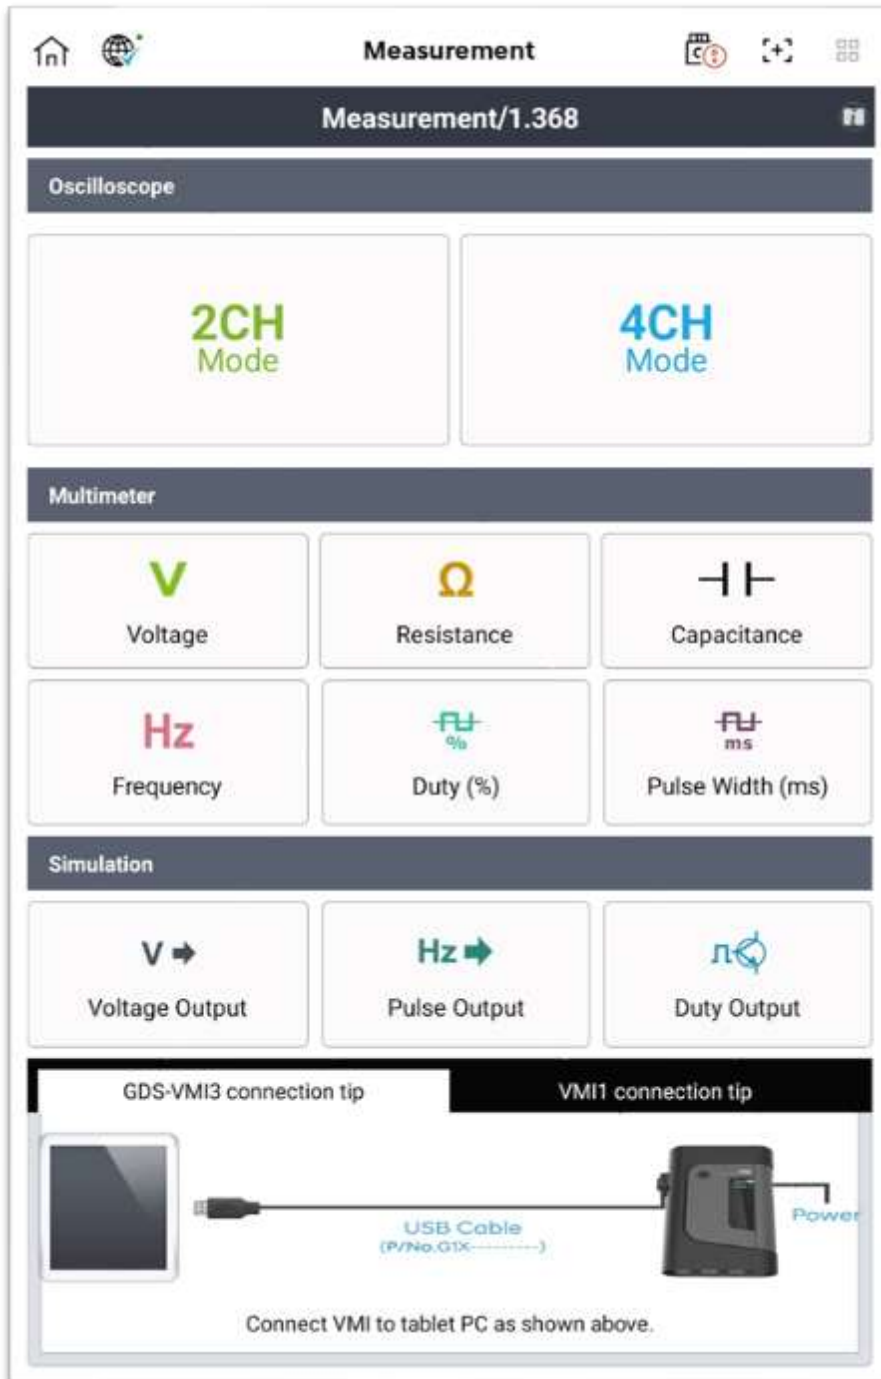 Measurement
Measurement/1.368
Oscilloscope
2CH
Mode
4CH
Mode
Multimeter
V
Voltage
Ω
Resistance
Capacitance
Hz
Frequency
%
Duty (%)
ms
Pulse Width (ms)
Simulation
V
Voltage Output
Hz
Pulse Output
Duty Output
GDS-VMI3 connection tip
VMI1 connection tip
USB Cable
(P/No.G1X----------)
Power
Connect VMI to tablet PC as shown above.